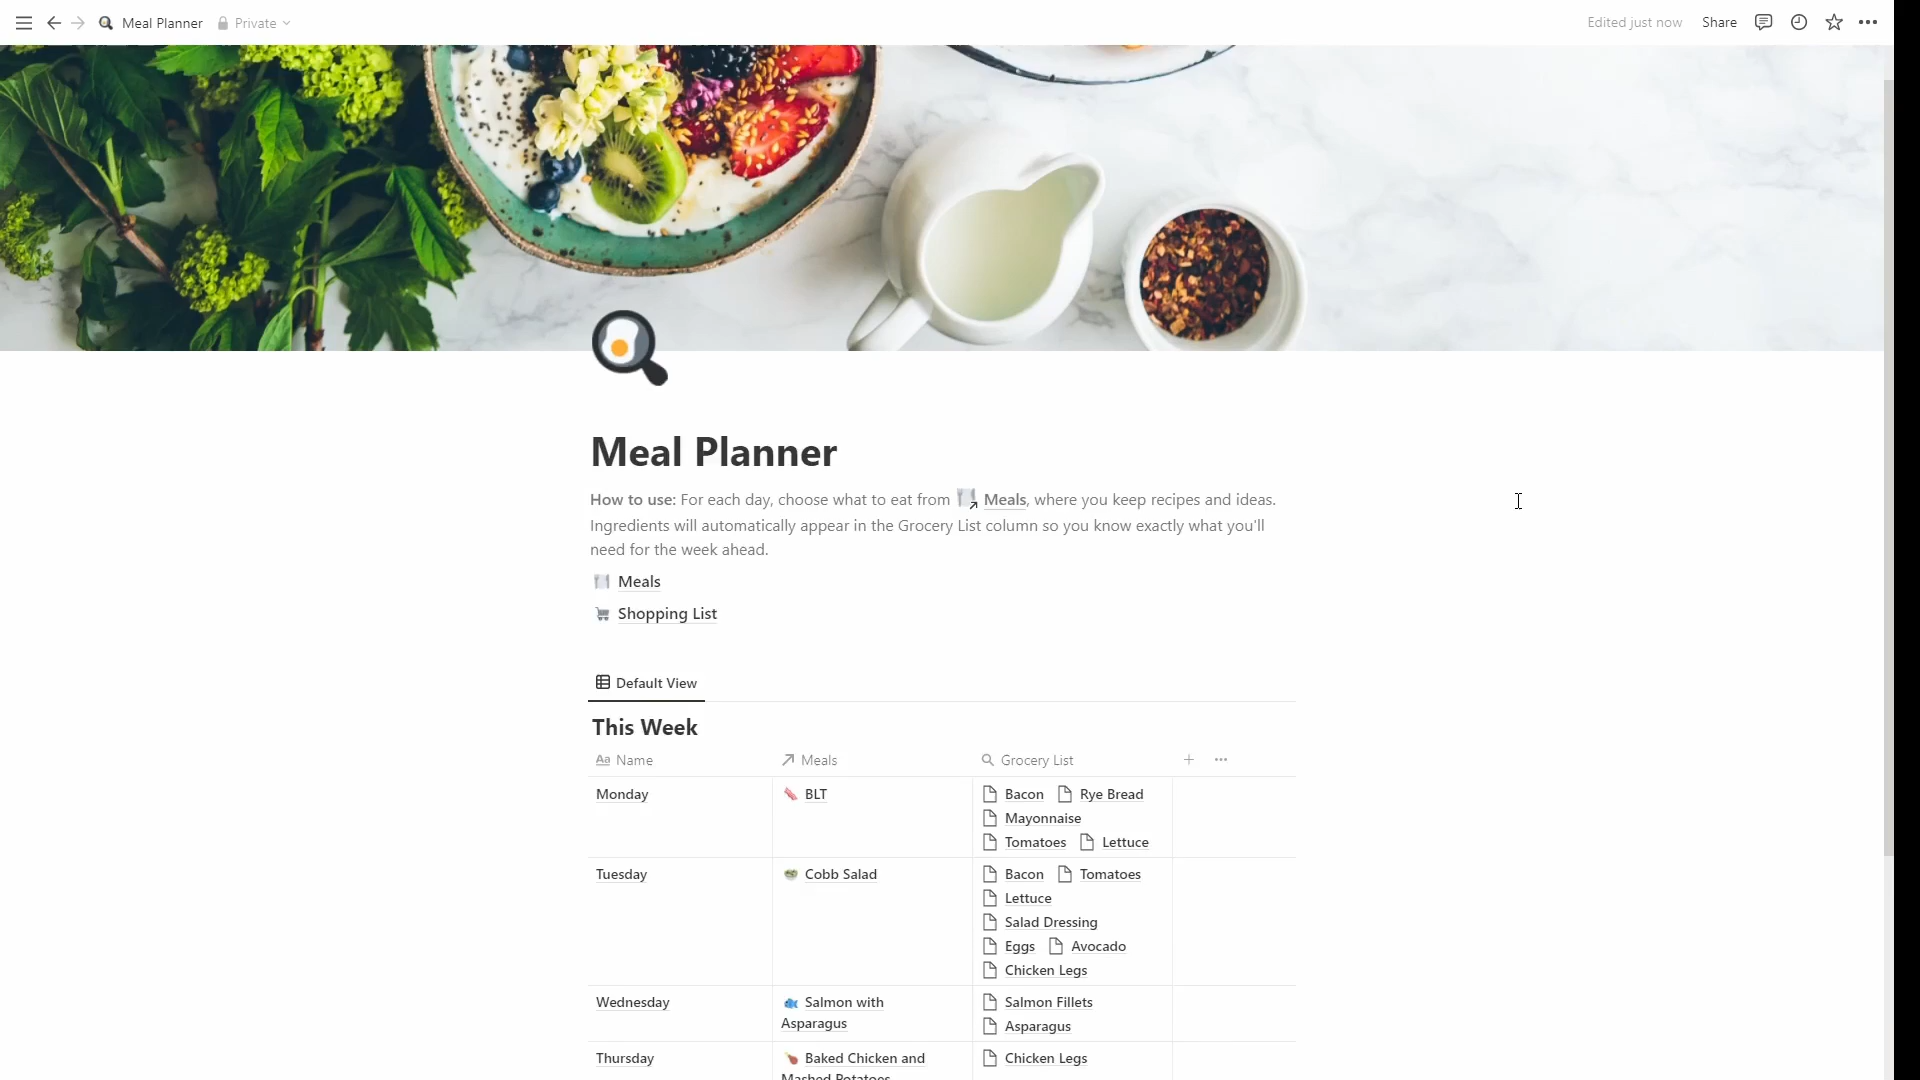 Meal Planner Private Edited just now Share
Meal Planner
How to use: For each day, choose what to eat from Meals, where you keep recipes and ideas.
Ingredients will automatically appear in the Grocery List column so you know exactly what you'll
need for the week ahead.
Meals
Shopping List
Default View
This Week
Aa Name Meals Grocery List
Monday BLT Bacon Rye Bread
Mayonnaise
Tomatoes Lettuce
Tuesday Cobb Salad Bacon Tomatoes
Lettuce
Salad Dressing
Eggs Avocado
Chicken Legs
Wednesday Salmon with Salmon Fillets
Asparagus Asparagus
Thursday Baked Chicken and Chicken Legs
Mashed Potatoes